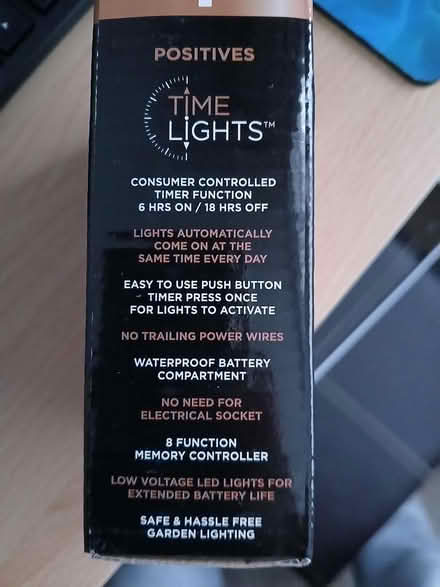 POSITIVES
TIME
LIGHTS™
CONSUMER CONTROLLED
TIMER FUNCTION
6 HRS ON / 18 HRS OFF
LIGHTS AUTOMATICALLY
COME ON AT THE
SAME TIME EVERY DAY
EASY TO USE PUSH BUTTON
TIMER PRESS ONCE
FOR LIGHTS TO ACTIVATE
NO TRAILING POWER WIRES
WATERPROOF BATTERY
COMPARTMENT
NO NEED FOR
ELECTRICAL SOCKET
8 FUNCTION
MEMORY CONTROLLER
LOW VOLTAGE LED LIGHTS FOR
EXTENDED BATTERY LIFE
SAFE & HASSLE FREE
GARDEN LIGHTING